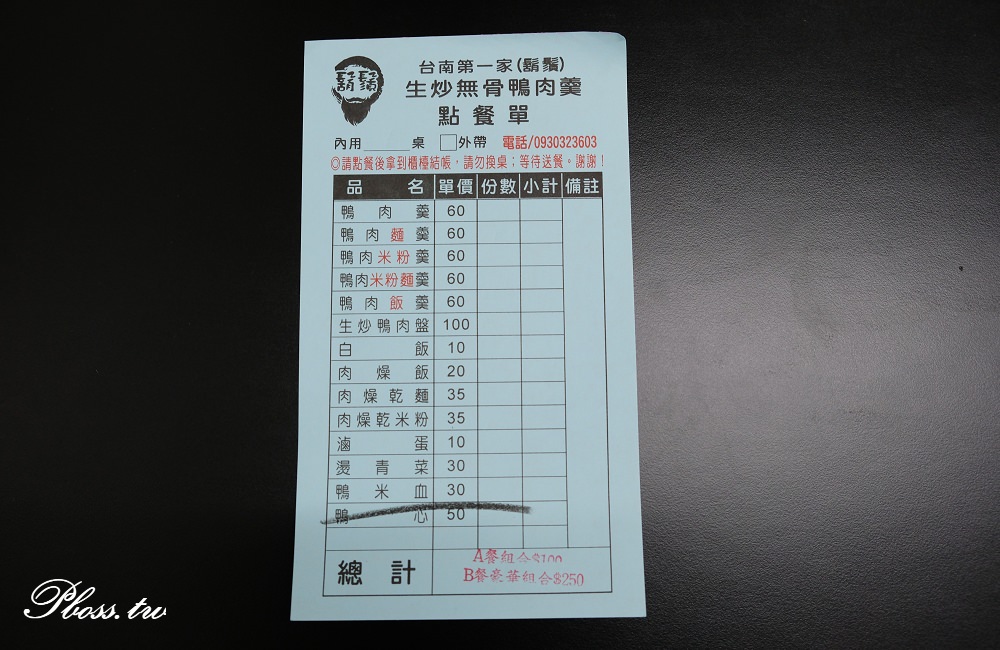 鬍鬚
台南第一家(鬍鬚)
生炒無骨鴨肉羹
點餐單
內用______桌 □外帶 電話/0930323603
◎請點餐後拿到櫃檯結帳，請勿換桌；等待送餐。謝謝！
品名 單價 份數 小計 備註
鴨肉羹 60
鴨肉麵羹 60
鴨肉米粉羹 60
鴨肉米粉麵羹 60
鴨肉飯羹 60
生炒鴨肉盤 100
白飯 10
肉燥飯 20
肉燥乾麵 35
肉燥乾米粉 35
滷蛋 10
燙青菜 30
鴨米血 30
鴨心 50
A餐組合$100
總計 B餐豪華組合$250
Pboss.tw